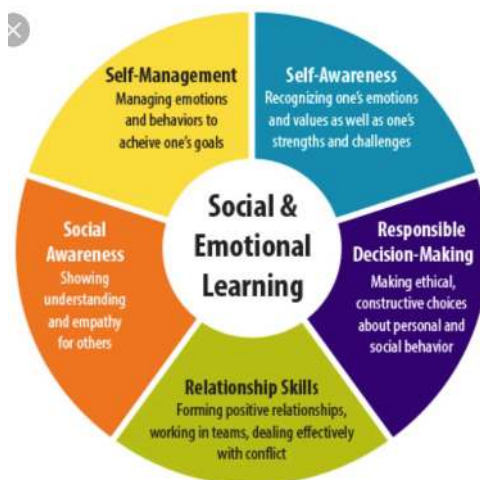 Self-Management
Managing emotions
and behaviors to
acheive one's goals
Self-Awareness
Recognizing one's emotions
and values as well as one's
strengths and challenges
Social &
Emotional
Learning
Social
Awareness
Showing
understanding
and empathy
for others
Responsible
Decision-Making
Making ethical,
constructive choices
about personal and
social behavior
Relationship Skills
Forming positive relationships,
working in teams, dealing effectively
with conflict